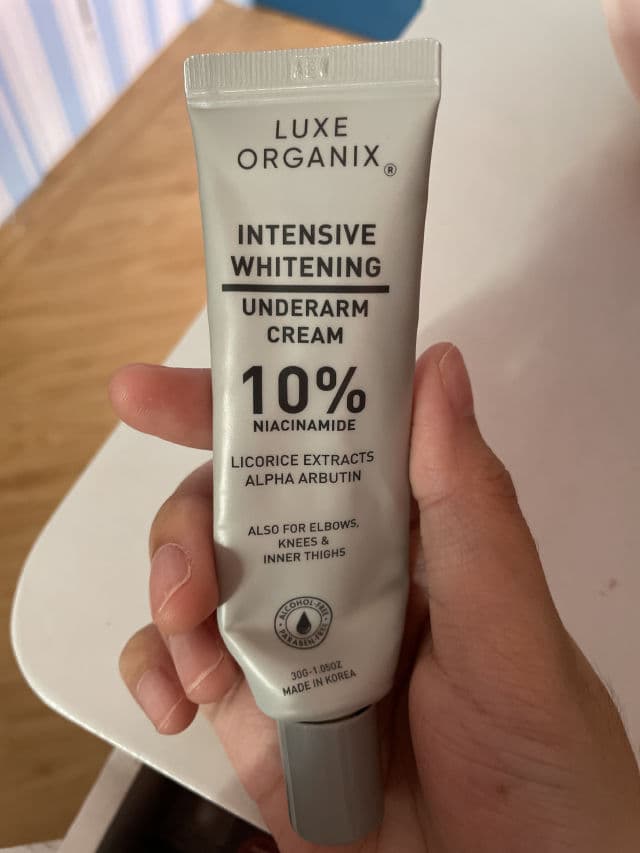 LUXE
ORGANIX®
INTENSIVE
WHITENING
UNDERARM
CREAM
10%
NIACINAMIDE
LICORICE EXTRACTS
ALPHA ARBUTIN
ALSO FOR ELBOWS,
KNEES &
INNER THIGHS
ALCOHOL-FREE
PARABEN-FREE
30G-1.05OZ
MADE IN KOREA